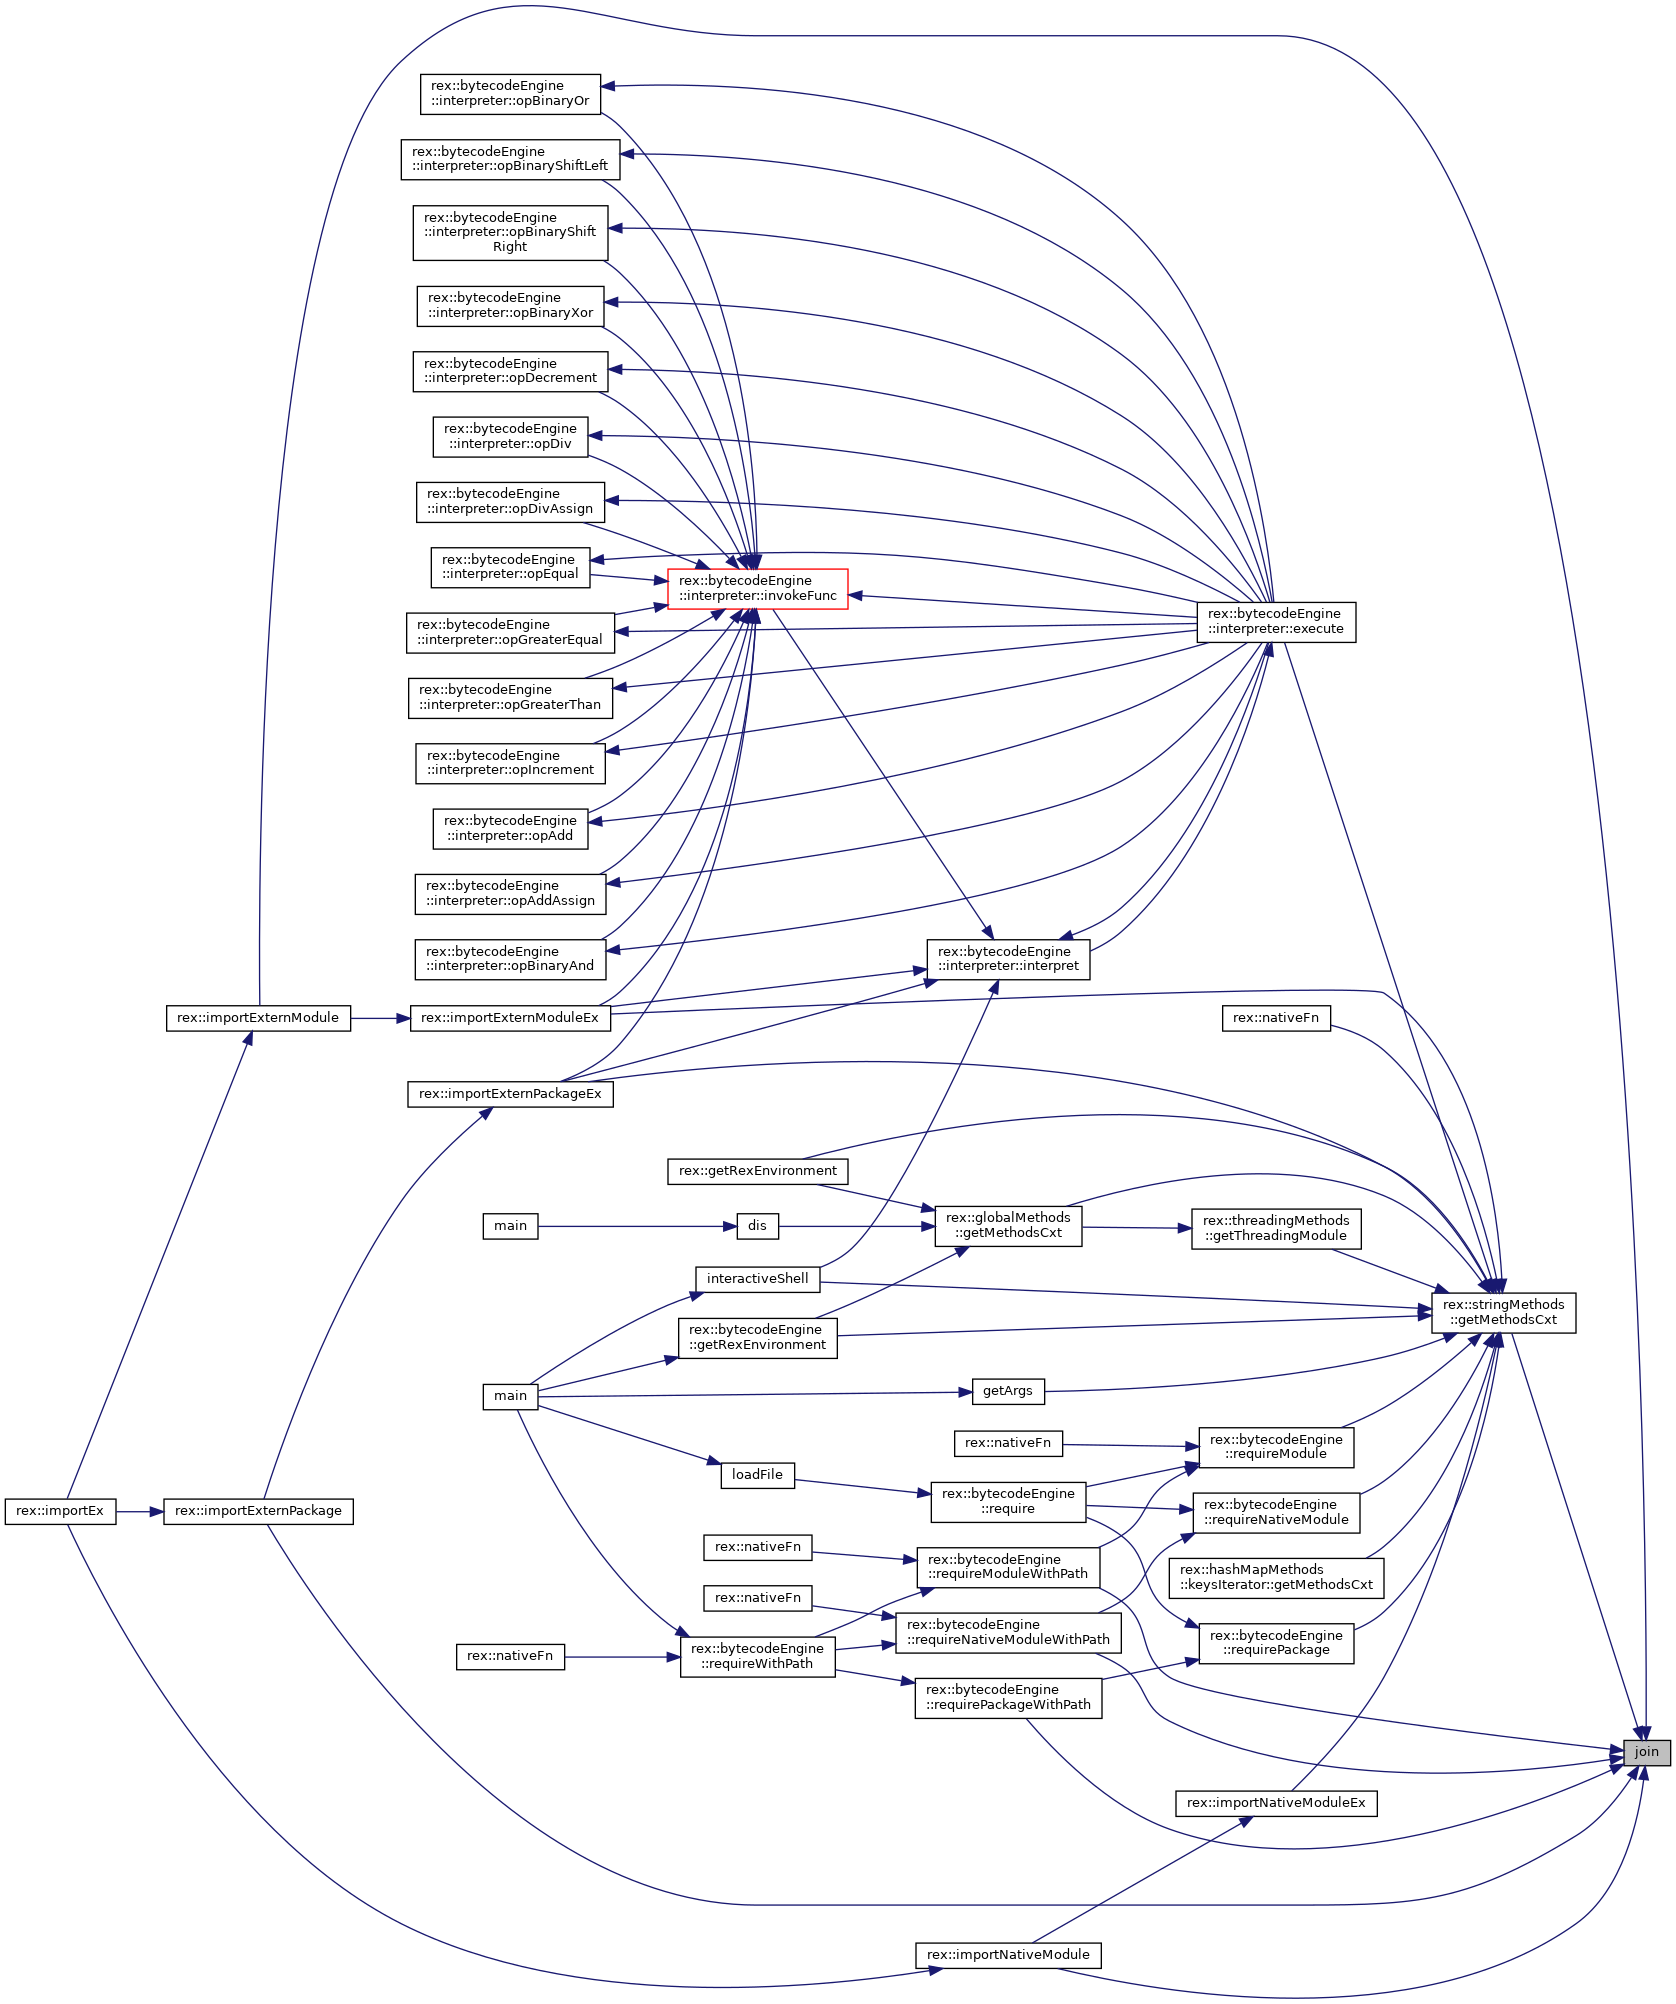 rex::bytecodeEngine
::interpreter::opBinaryOr
rex::bytecodeEngine
::interpreter::opBinaryShiftLeft
rex::bytecodeEngine
::interpreter::opBinaryShift
Right
rex::bytecodeEngine
::interpreter::opBinaryXor
rex::bytecodeEngine
::interpreter::opDecrement
rex::bytecodeEngine
::interpreter::opDiv
rex::bytecodeEngine
::interpreter::opDivAssign
rex::bytecodeEngine
::interpreter::opEqual
rex::bytecodeEngine
::interpreter::invokeFunc
rex::bytecodeEngine
::interpreter::execute
rex::bytecodeEngine
::interpreter::opGreaterEqual
rex::bytecodeEngine
::interpreter::opGreaterThan
rex::bytecodeEngine
::interpreter::opIncrement
rex::bytecodeEngine
::interpreter::opAdd
rex::bytecodeEngine
::interpreter::opAddAssign
rex::bytecodeEngine
::interpreter::opBinaryAnd
rex::bytecodeEngine
::interpreter::interpret
rex::importExternModule
rex::importExternModuleEx
rex::nativeFn
rex::importExternPackageEx
rex::getRexEnvironment
main
dis
rex::globalMethods
::getMethodsCxt
rex::threadingMethods
::getThreadingModule
interactiveShell
rex::stringMethods
::getMethodsCxt
rex::bytecodeEngine
::getRexEnvironment
main
getArgs
rex::nativeFn
rex::bytecodeEngine
::requireModule
loadFile
rex::bytecodeEngine
::require
rex::importEx
rex::importExternPackage
rex::bytecodeEngine
::requireNativeModule
rex::nativeFn
rex::bytecodeEngine
::requireModuleWithPath
rex::hashMapMethods
::keysIterator::getMethodsCxt
rex::nativeFn
rex::bytecodeEngine
::requireNativeModuleWithPath
rex::nativeFn
rex::bytecodeEngine
::requireWithPath
rex::bytecodeEngine
::requirePackage
rex::bytecodeEngine
::requirePackageWithPath
join
rex::importNativeModuleEx
rex::importNativeModule